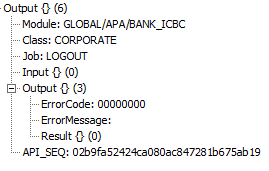 Output {} (6)
Module: GLOBAL/APA/BANK_ICBC
Class: CORPORATE
Job: LOGOUT
Input {} (0)
Output {} (3)
ErrorCode: 00000000
ErrorMessage:
Result {} (0)
API_SEQ: 02b9fa52424ca080ac847281b675ab19